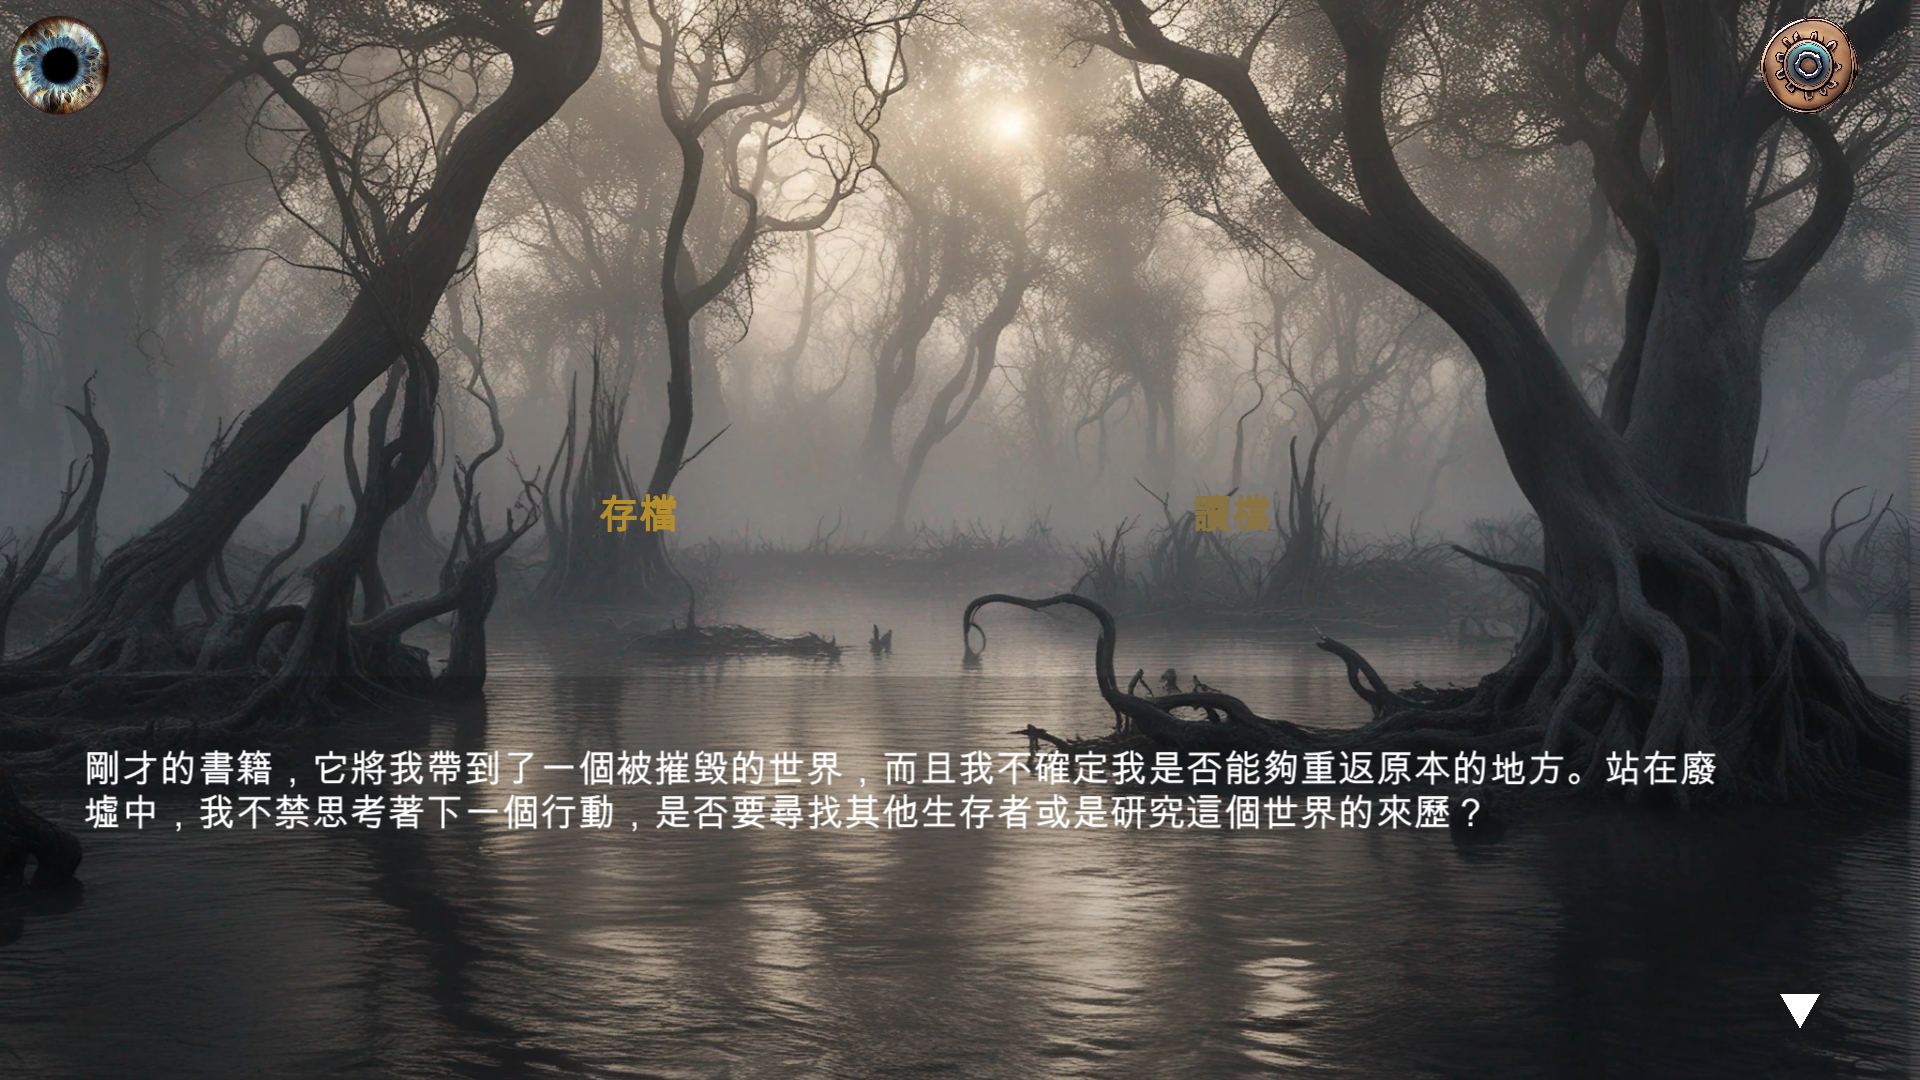 存檔
讀檔
剛才的書籍，它將我帶到了一個被摧毀的世界，而且我不確定我是否能夠重返原本的地方。站在廢
墟中，我不禁思考著下一個行動，是否要尋找其他生存者或是研究這個世界的來歷？